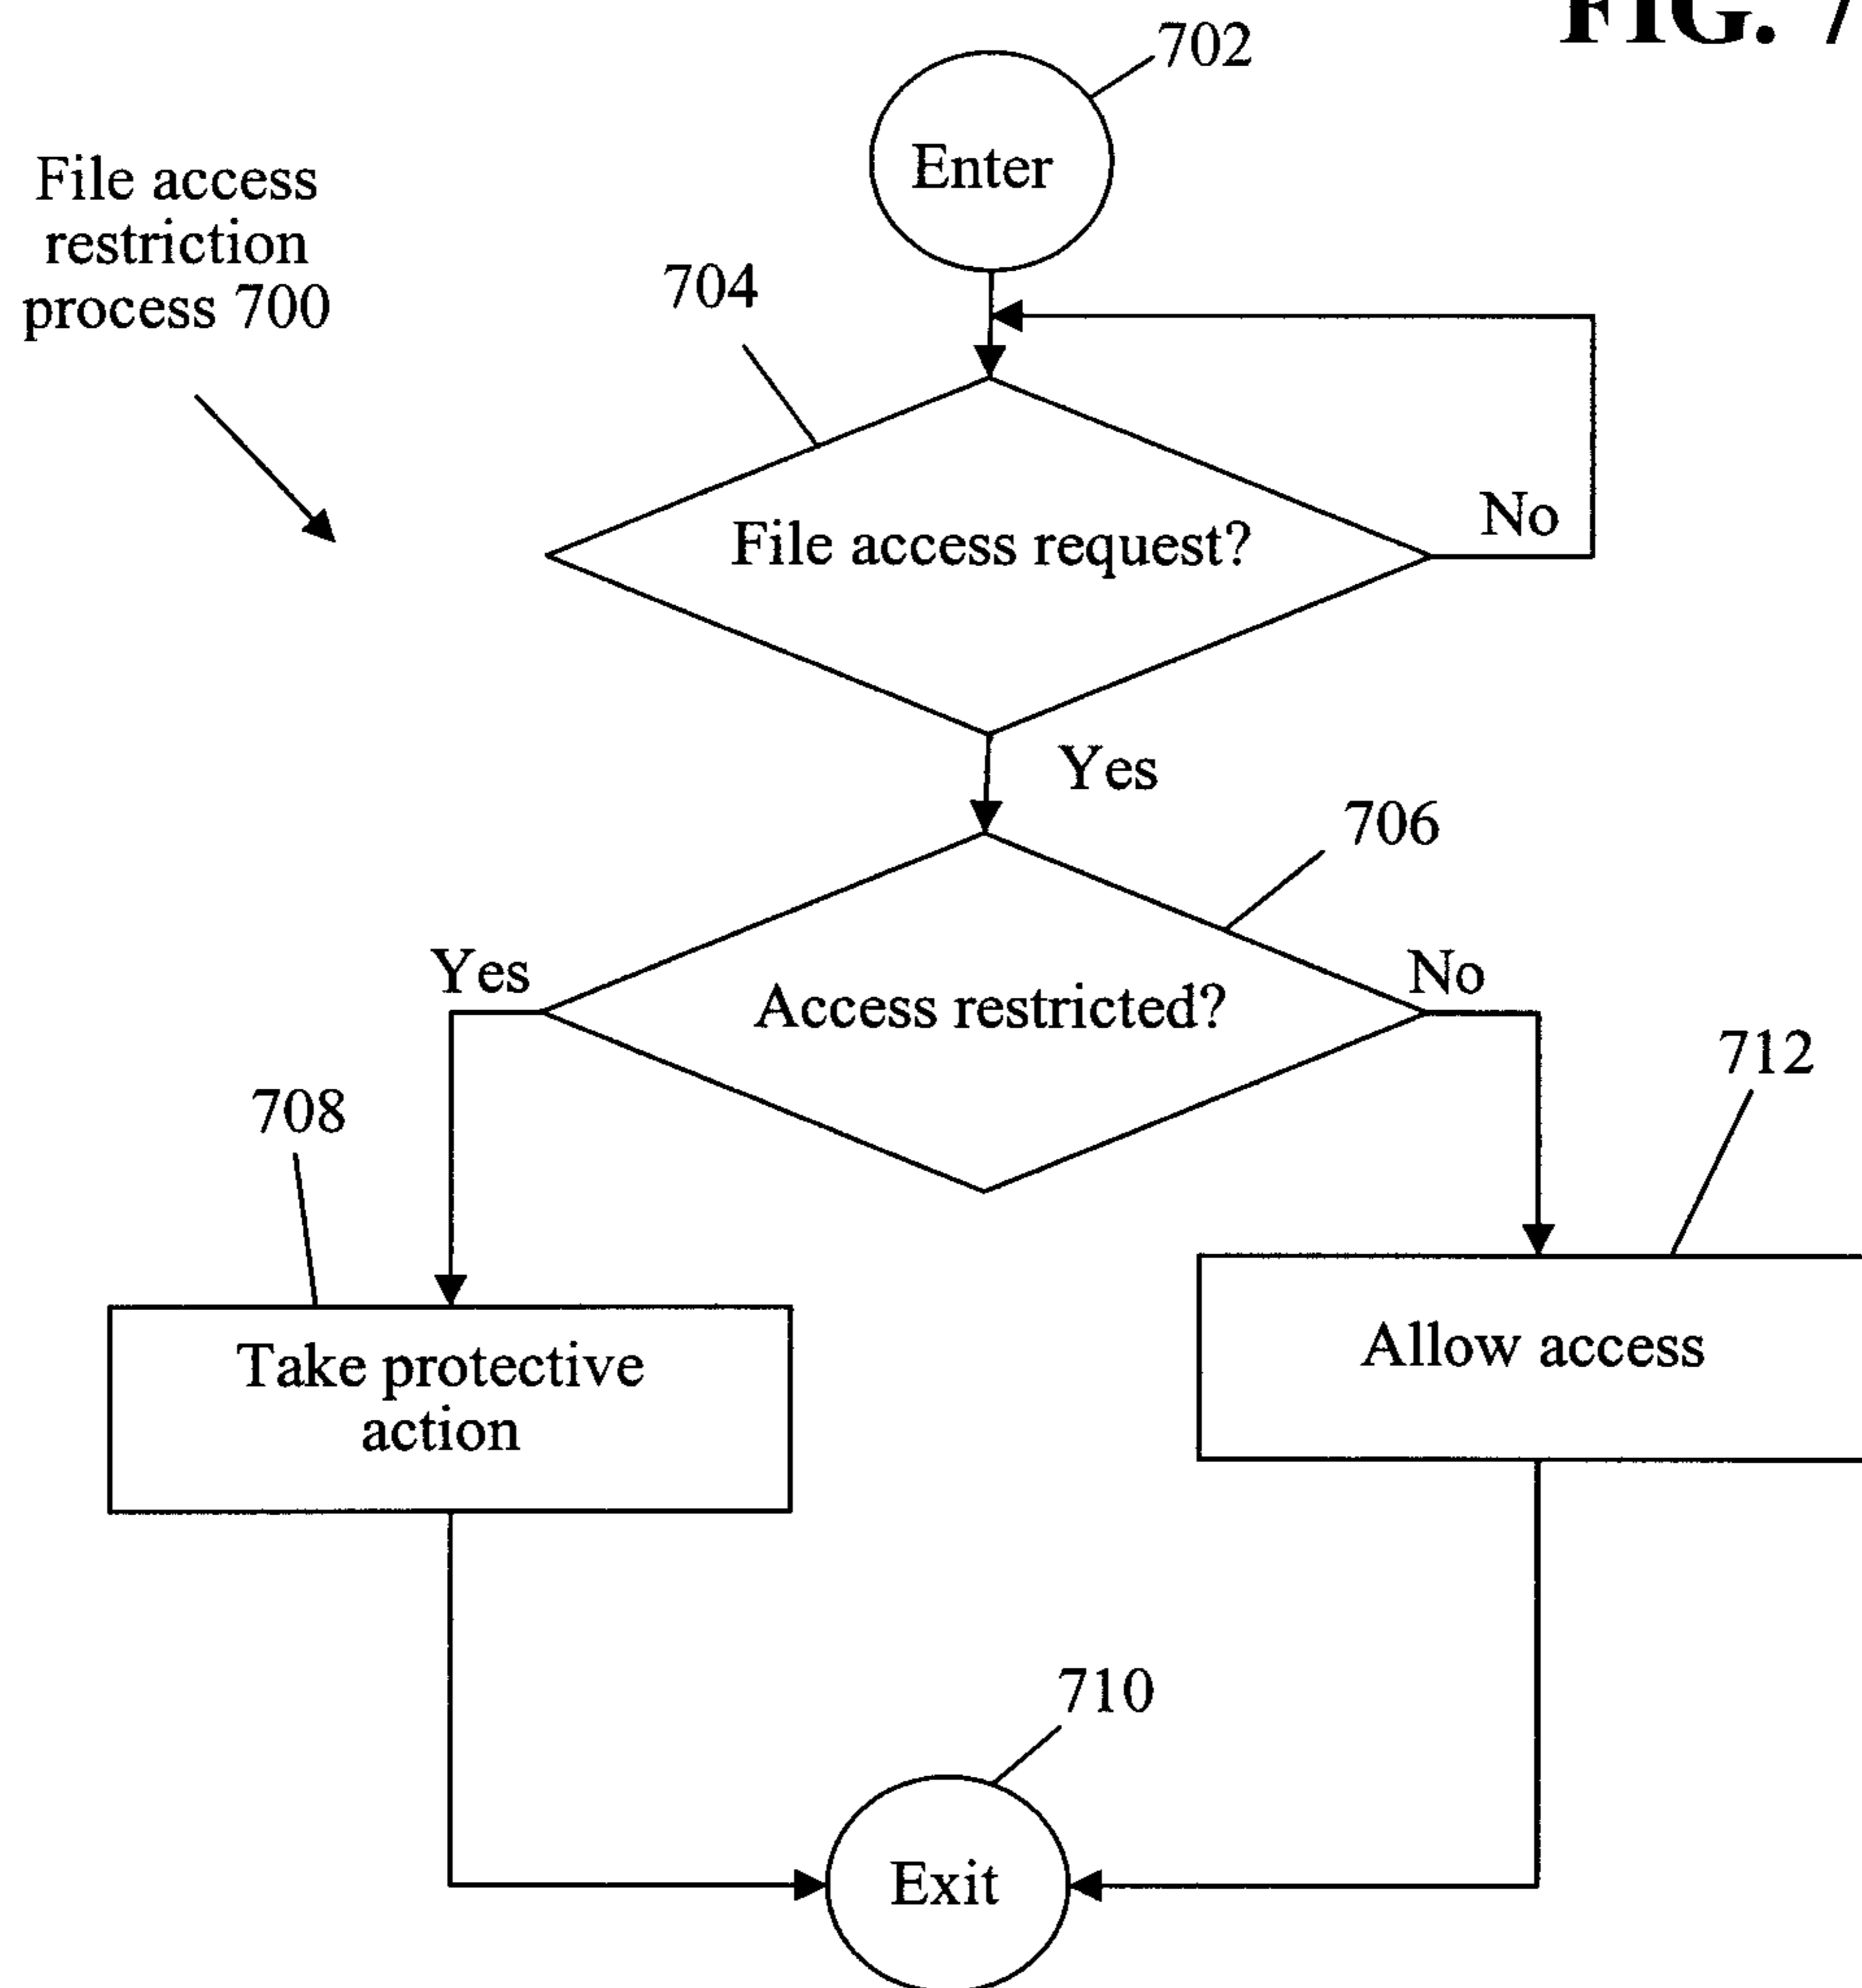 FIG. 7
702
Enter
File access
restriction
process 700
704
File access request?
No
Yes
706
Access restricted?
Yes
No
712
708
Take protective
action
Allow access
710
Exit